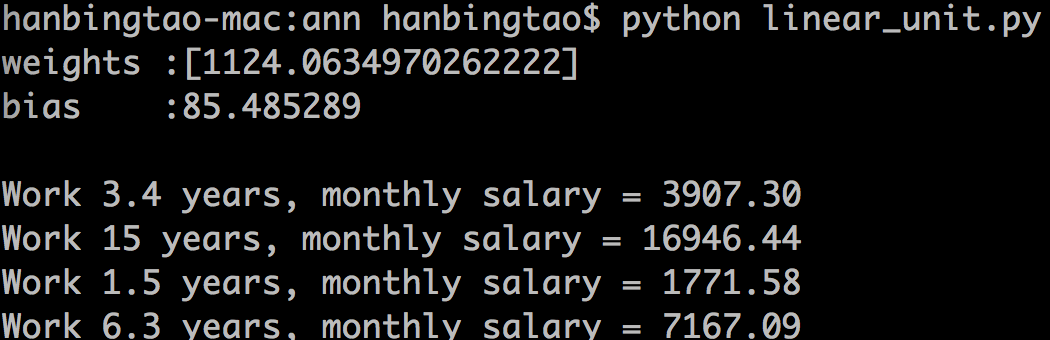 hanbingtao-mac:ann hanbingtao$ python linear_unit.py
weights :[1124.0634970262222]
bias    :85.485289
Work 3.4 years, monthly salary = 3907.30
Work 15 years, monthly salary = 16946.44
Work 1.5 years, monthly salary = 1771.58
Work 6.3 years, monthly salary = 7167.09